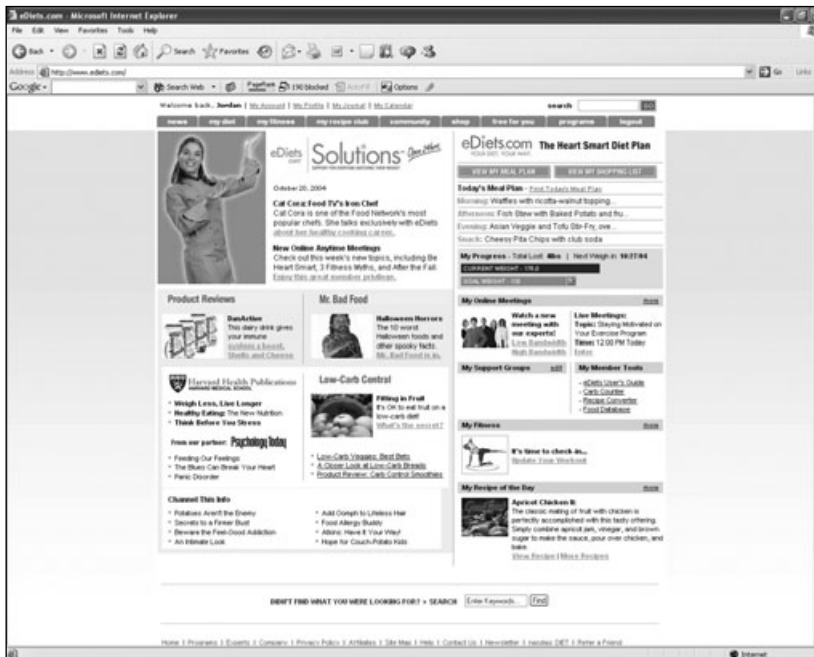 eDiets.com - Microsoft Internet Explorer
File Edit View Favorites Tools Help
Back Search Favorites
Address http://www.ediets.com/ Go Links
Google Search Web PageRank 190 blocked AutoFill Options
Welcome back, Jordan | My Account | My Profile | My Journal | My Calendar
search GO
news my diet my fitness my recipe club community shop free for you programs logout
eDiets Solutions
October 20, 2004
Cat Cora: Food TV's Iron Chef
Cat Cora is one of the Food Network's most
popular chefs. She talks exclusively with eDiets
about her healthy cooking career.
New Online Anytime Meetings
Check out this week's new topics, including Be
Heart Smart, 3 Fitness Myths, and After the Fall.
Enjoy this great member privilege.
Product Reviews
DanActive
This dairy drink gives
your immune
system a boost.
Shells and Cheese
Mr. Bad Food
Halloween Horrors
The 10 worst
Halloween foods and
other spooky facts.
Mr. Bad Food is in.
Harvard Health Publications
HARVARD MEDICAL SCHOOL
• Weigh Less, Live Longer
• Healthy Eating: The New Nutrition
• Think Before You Stress
From our partner: Psychology Today
• Feeding Our Feelings
• The Blues Can Break Your Heart
• Panic Disorder
Low-Carb Control
Filling in Fruit
It's OK to eat fruit on a
low-carb diet!
What's the secret?
• Low-Carb Veggies: Best Bets
• A Closer Look at Low-Carb Breads
• Product Review: Carb Control Smoothies
Channel This Info
• Potatoes Aren't the Enemy
• Secrets to a Firmer Bust
• Beware the Feel-Good Addiction
• An Intimate Look
• Add Oomph to Lifeless Hair
• Food Allergy Buddy
• Atkins: Have It Your Way!
• Hope for Couch-Potato Kids
eDiets.com The Heart Smart Diet Plan
YOUR DIET, YOUR WAY.
VIEW MY MEAL PLAN VIEW MY SHOPPING LIST
Today's Meal Plan - Print Today's Meal Plan
Morning: Waffles with ricotta-walnut topping...
Afternoon: Fish Stew with Baked Potato and fru...
Evening: Asian Veggie and Tofu Stir-Fry, ove...
Snack: Cheesy Pita Chips with club soda
My Progress - Total Lost: | Next Weigh in: 10/27/04
CURRENT WEIGHT -
GOAL WEIGHT -
My Online Meetings more
Watch a new
meeting with
our experts!
Low Bandwidth
High Bandwidth
Live Meetings:
Topic: Staying Motivated on
Your Exercise Program
Time: 12:00 PM Today
Enter
My Support Groups edit
My Member Tools
- eDiets User's Guide
- Carb Counter
- Recipe Converter
- Food Database
My Fitness more
It's time to check-in...
Update Your Workout
My Recipe of the Day more
Apricot Chicken II:
The classic mating of fruit with chicken is
perfectly accomplished with this tasty offering.
Simply combine apricot jam, vinegar, and brown
sugar to make the sauce, pour over chicken, and
bake.
View Recipe | More Recipes
DIDN'T FIND WHAT YOU WERE LOOKING FOR? > SEARCH Enter Keywords... Find
Home | Programs | Experts | Company | Privacy Policy | Affiliates | Site Map | Help | Contact Us | Newsletter | DIET | Refer a Friend
Internet